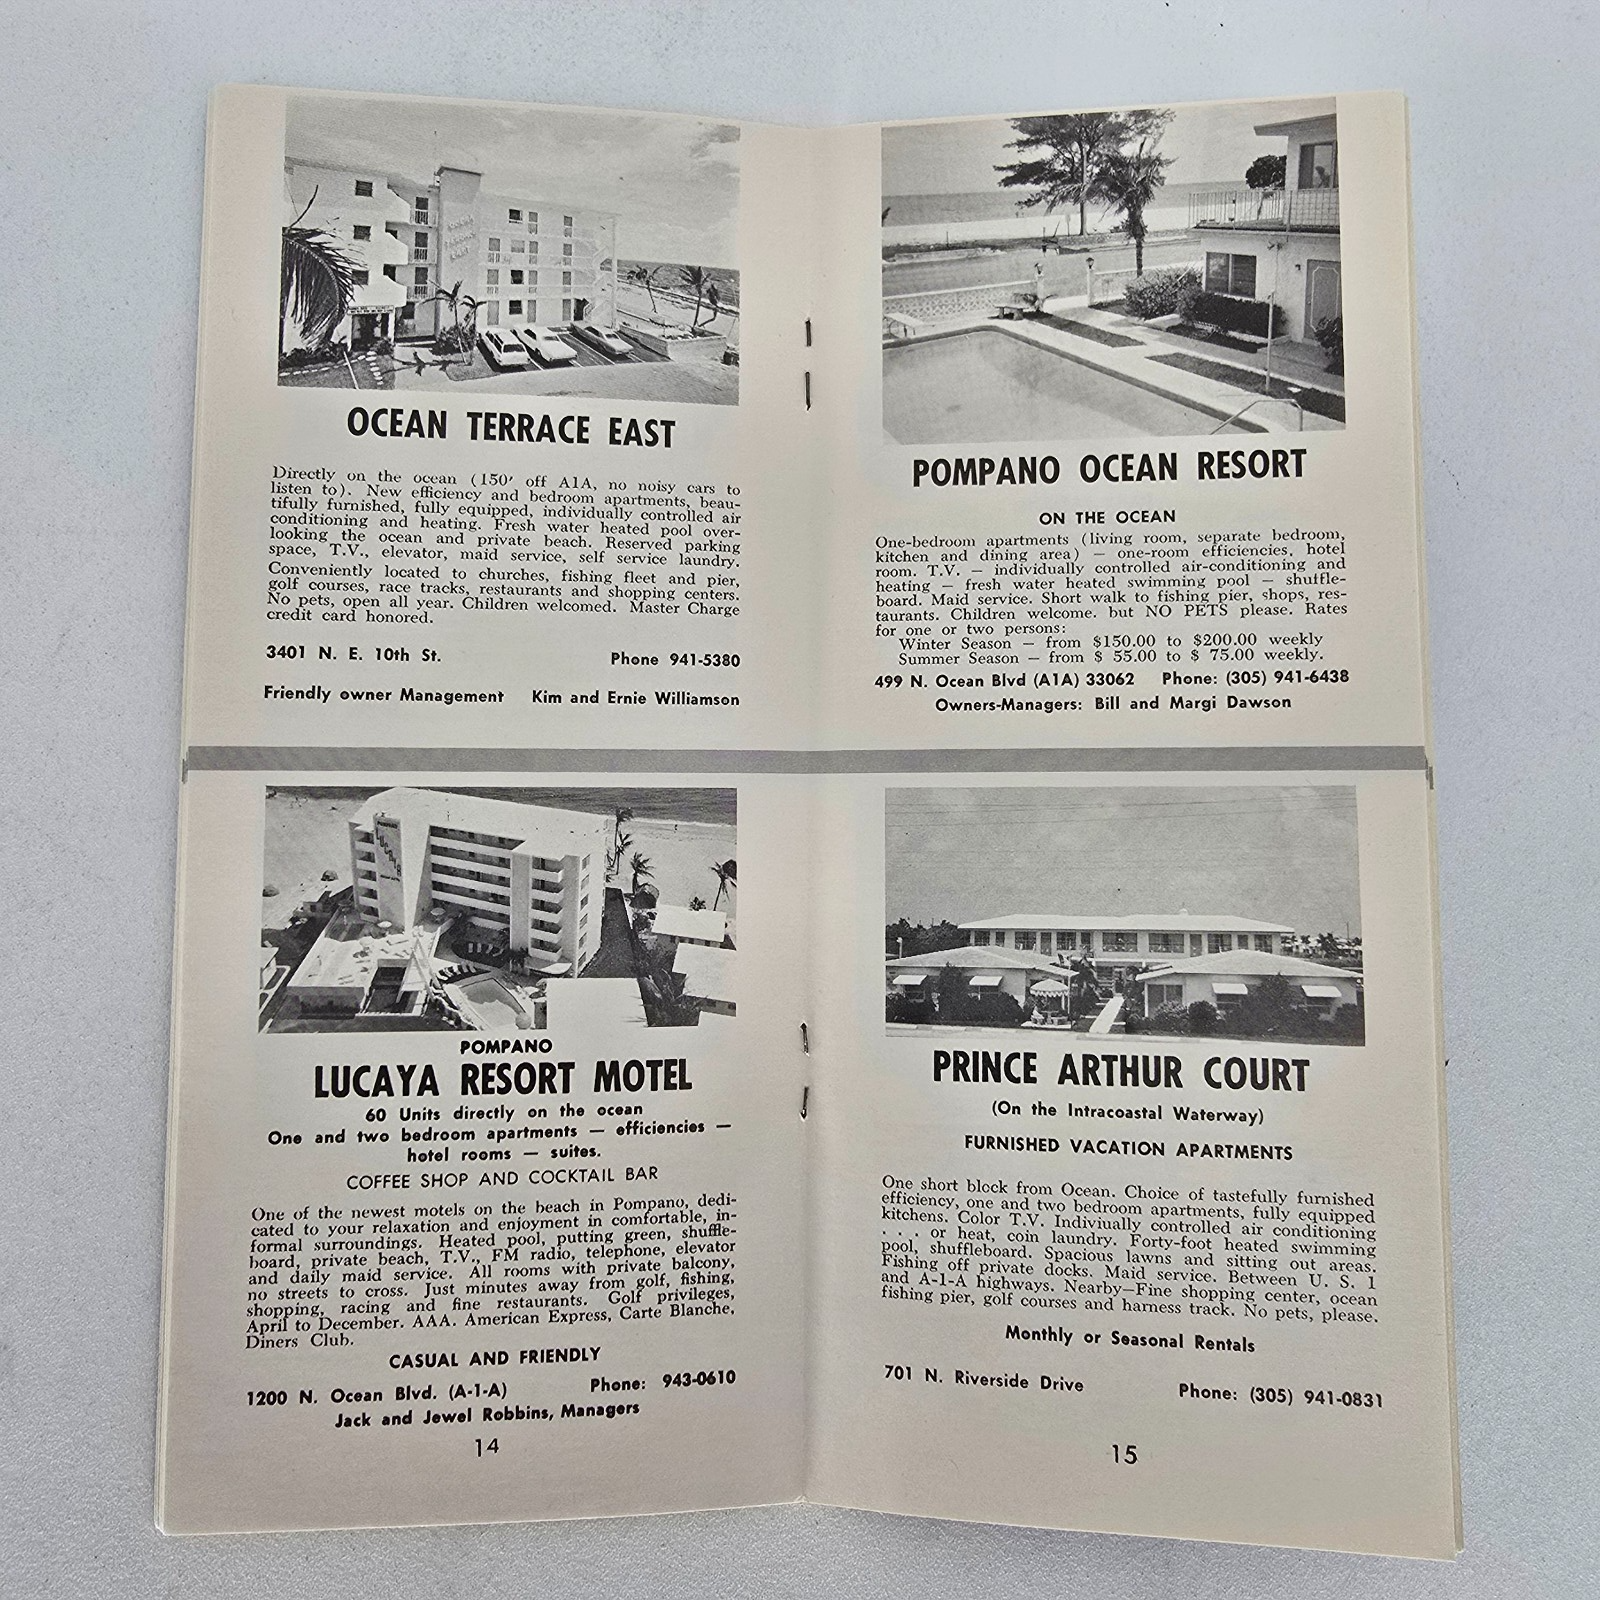 OCEAN TERRACE EAST
Directly on the ocean (150' off A1A, no noisy cars to
listen to). New efficiency and bedroom apartments, beau-
tifully furnished, fully equipped, individually controlled air
conditioning and heating. Fresh water heated pool over-
looking the ocean and private beach. Reserved parking
space, T.V., elevator, maid service, self service laundry.
Conveniently located to churches, fishing fleet and pier,
golf courses, race tracks, restaurants and shopping centers.
No pets, open all year. Children welcomed. Master Charge
credit card honored.
3401 N. E. 10th St. Phone 941-5380
Friendly owner Management Kim and Ernie Williamson
POMPANO
LUCAYA
POMPANO
LUCAYA RESORT MOTEL
60 Units directly on the ocean
One and two bedroom apartments — efficiencies —
hotel rooms — suites.
COFFEE SHOP AND COCKTAIL BAR
One of the newest motels on the beach in Pompano, dedi-
cated to your relaxation and enjoyment in comfortable, in-
formal surroundings. Heated pool, putting green, shuffle-
board, private beach, T.V., FM radio, telephone, elevator
and daily maid service. All rooms with private balcony,
no streets to cross. Just minutes away from golf, fishing,
shopping, racing and fine restaurants. Golf privileges,
April to December. AAA. American Express, Carte Blanche,
Diners Club.
CASUAL AND FRIENDLY
1200 N. Ocean Blvd. (A-1-A) Phone: 943-0610
Jack and Jewel Robbins, Managers
14
POMPANO OCEAN RESORT
ON THE OCEAN
One-bedroom apartments (living room, separate bedroom,
kitchen and dining area) — one-room efficiencies, hotel
room. T.V. — individually controlled air-conditioning and
heating — fresh water heated swimming pool — shuffle-
board. Maid service. Short walk to fishing pier, shops, res-
taurants. Children welcome. but NO PETS please. Rates
for one or two persons:
Winter Season — from $150.00 to $200.00 weekly
Summer Season — from $ 55.00 to $ 75.00 weekly.
499 N. Ocean Blvd (A1A) 33062 Phone: (305) 941-6438
Owners-Managers: Bill and Margi Dawson
PRINCE ARTHUR COURT
(On the Intracoastal Waterway)
FURNISHED VACATION APARTMENTS
One short block from Ocean. Choice of tastefully furnished
efficiency, one and two bedroom apartments, fully equipped
kitchens. Color T.V. Indiviually controlled air conditioning
. . . or heat, coin laundry. Forty-foot heated swimming
pool, shuffleboard. Spacious lawns and sitting out areas.
Fishing off private docks. Maid service. Between U. S. 1
and A-1-A highways. Nearby—Fine shopping center, ocean
fishing pier, golf courses and harness track. No pets, please.
Monthly or Seasonal Rentals
701 N. Riverside Drive Phone: (305) 941-0831
15